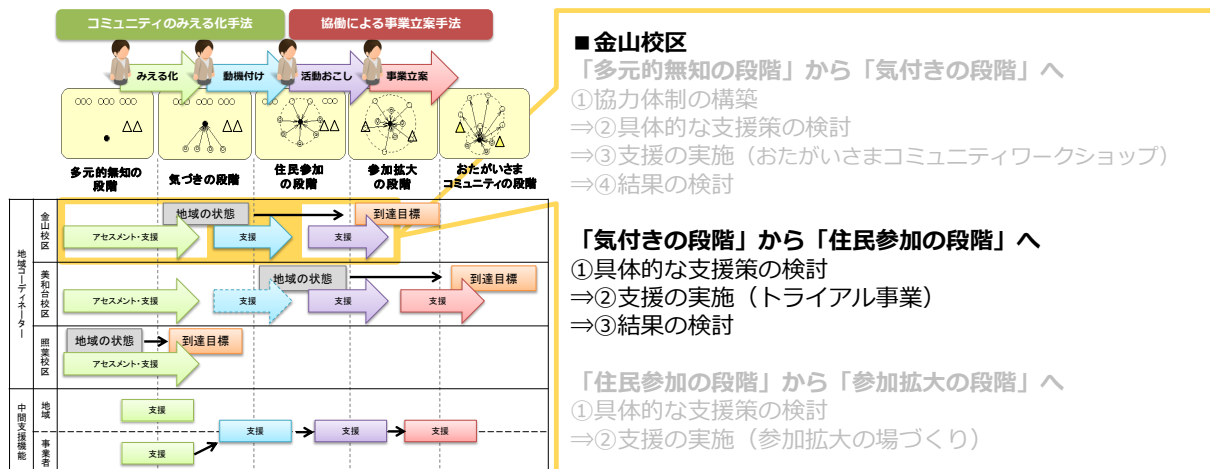 コミュニティのみえる化手法
協働による事業立案手法
みえる化
動機付け
活動おこし
事業立案
多元的無知の
段階
気づきの段階
住民参加
の段階
参加拡大
の段階
おたがいさま
コミュニティの段階
地域コーディネーター
金山校区
地域の状態
到達目標
アセスメント・支援
支援
支援
美和台校区
地域の状態
到達目標
アセスメント・支援
支援
支援
支援
照葉校区
地域の状態
到達目標
アセスメント・支援
中間支援機能
地域
支援
支援
支援
支援
事業者
支援
■金山校区
「多元的無知の段階」から「気付きの段階」へ
①協力体制の構築
⇒②具体的な支援策の検討
⇒③支援の実施（おたがいさまコミュニティワークショップ）
⇒④結果の検討
「気付きの段階」から「住民参加の段階」へ
①具体的な支援策の検討
⇒②支援の実施（トライアル事業）
⇒③結果の検討
「住民参加の段階」から「参加拡大の段階」へ
①具体的な支援策の検討
⇒②支援の実施（参加拡大の場づくり）